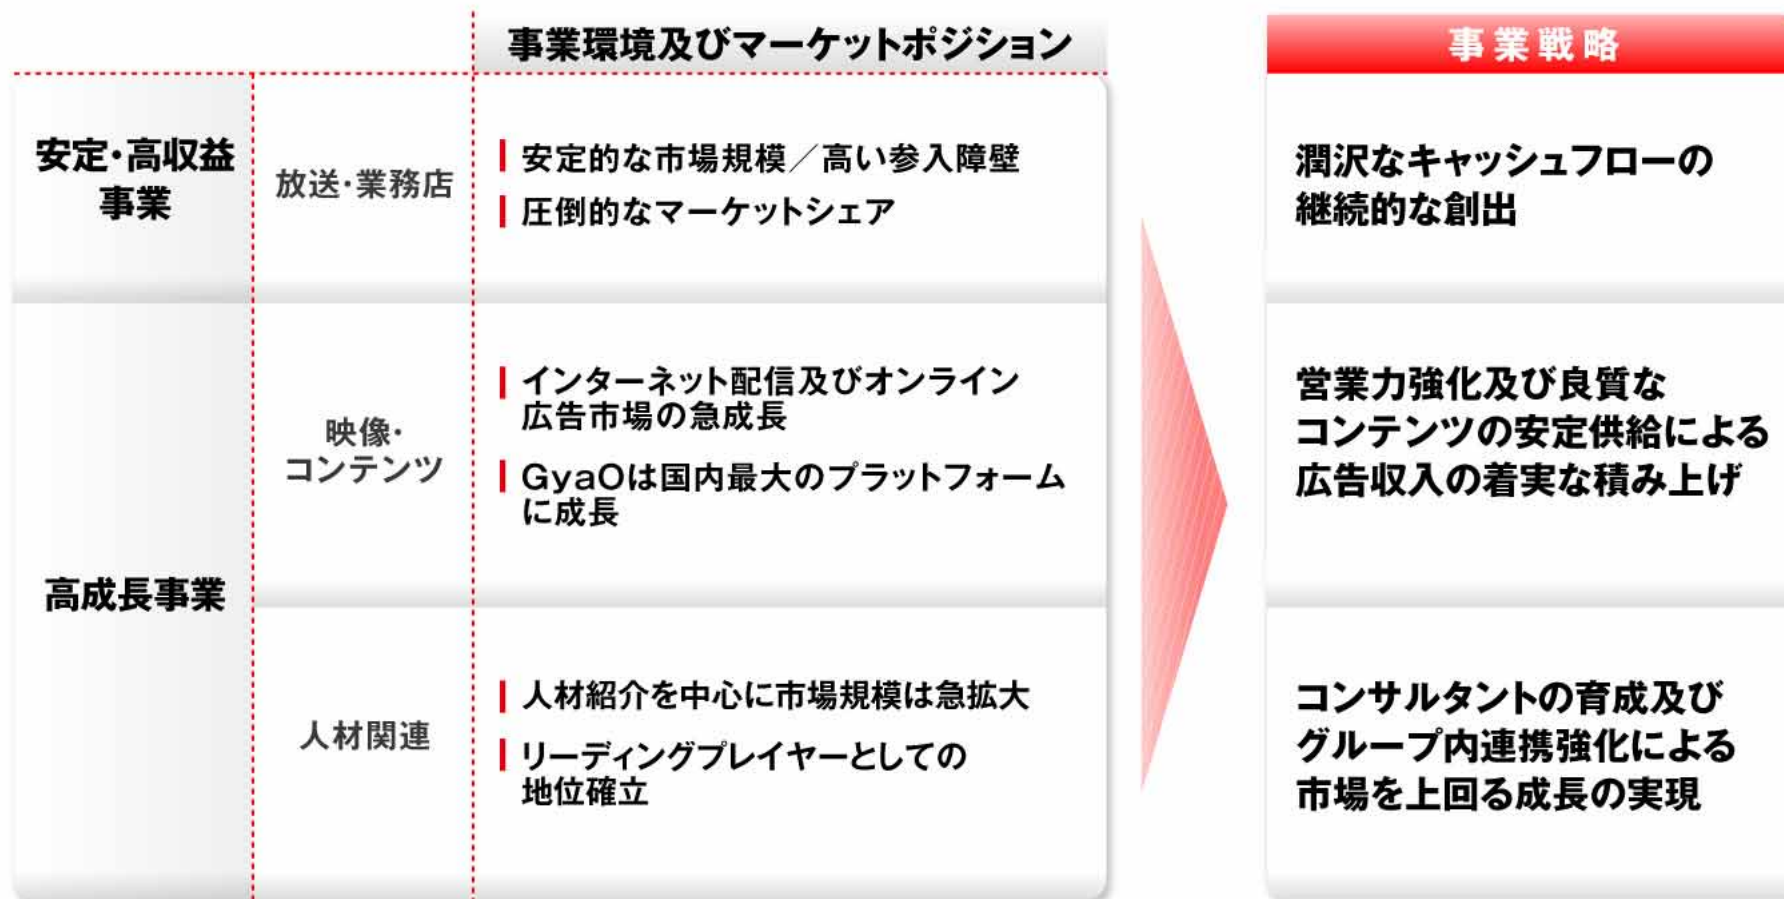 事業環境及びマーケットポジション
事業戦略
安定・高収益
事業
放送・業務店
安定的な市場規模／高い参入障壁
圧倒的なマーケットシェア
潤沢なキャッシュフローの
継続的な創出
高成長事業
映像・
コンテンツ
インターネット配信及びオンライン
広告市場の急成長
GyaOは国内最大のプラットフォーム
に成長
営業力強化及び良質な
コンテンツの安定供給による
広告収入の着実な積み上げ
人材関連
人材紹介を中心に市場規模は急拡大
リーディングプレイヤーとしての
地位確立
コンサルタントの育成及び
グループ内連携強化による
市場を上回る成長の実現